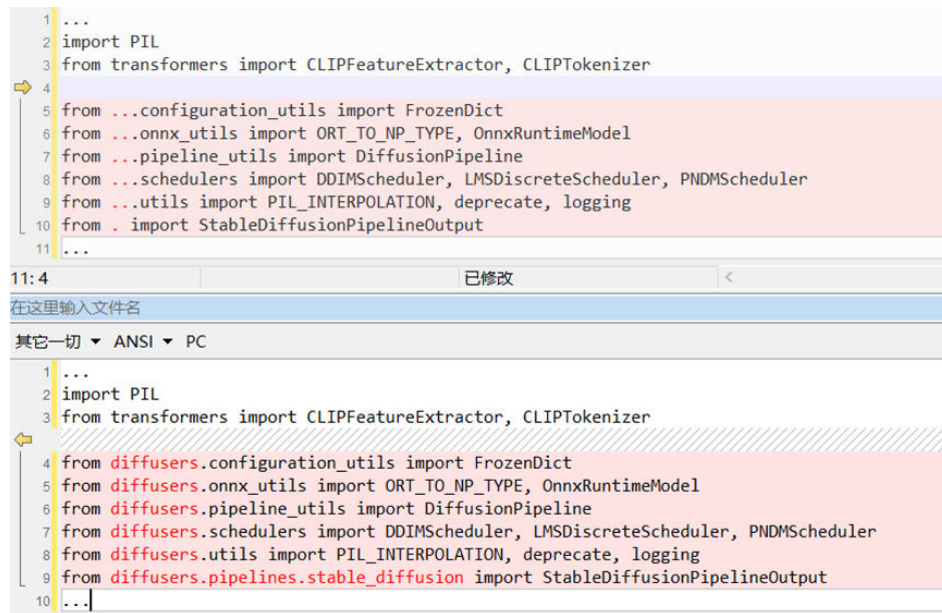 1 ...
2 import PIL
3 from transformers import CLIPFeatureExtractor, CLIPTokenizer
4
5 from ...configuration_utils import FrozenDict
6 from ...onnx_utils import ORT_TO_NP_TYPE, OnnxRuntimeModel
7 from ...pipeline_utils import DiffusionPipeline
8 from ...schedulers import DDIMScheduler, LMSDiscreteScheduler, PNDMScheduler
9 from ...utils import PIL_INTERPOLATION, deprecate, logging
10 from . import StableDiffusionPipelineOutput
11 ...
11: 4 已修改 <
在这里输入文件名
其它一切 ▼ ANSI ▼ PC
1 ...
2 import PIL
3 from transformers import CLIPFeatureExtractor, CLIPTokenizer
4 from diffusers.configuration_utils import FrozenDict
5 from diffusers.onnx_utils import ORT_TO_NP_TYPE, OnnxRuntimeModel
6 from diffusers.pipeline_utils import DiffusionPipeline
7 from diffusers.schedulers import DDIMScheduler, LMSDiscreteScheduler, PNDMScheduler
8 from diffusers.utils import PIL_INTERPOLATION, deprecate, logging
9 from diffusers.pipelines.stable_diffusion import StableDiffusionPipelineOutput
10 ...